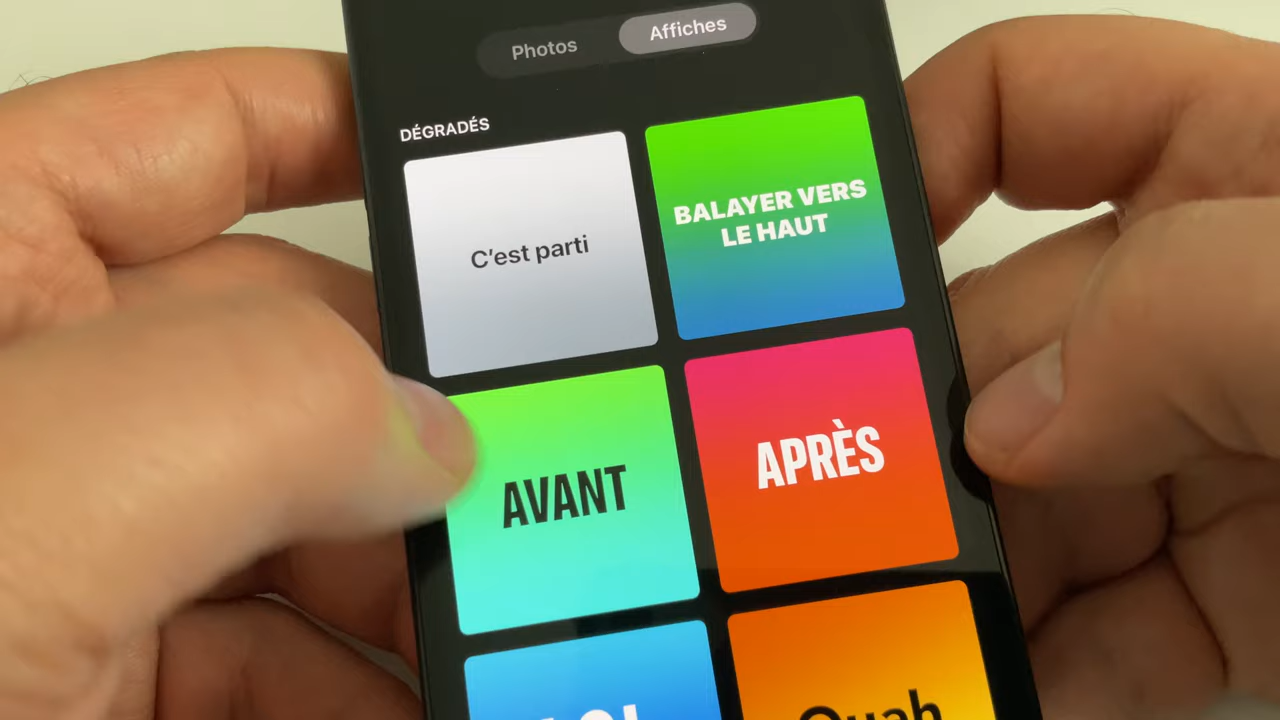 Photos
Affiches
DÉGRADÉS
C'est parti
BALAYER VERS
LE HAUT
AVANT
APRÈS